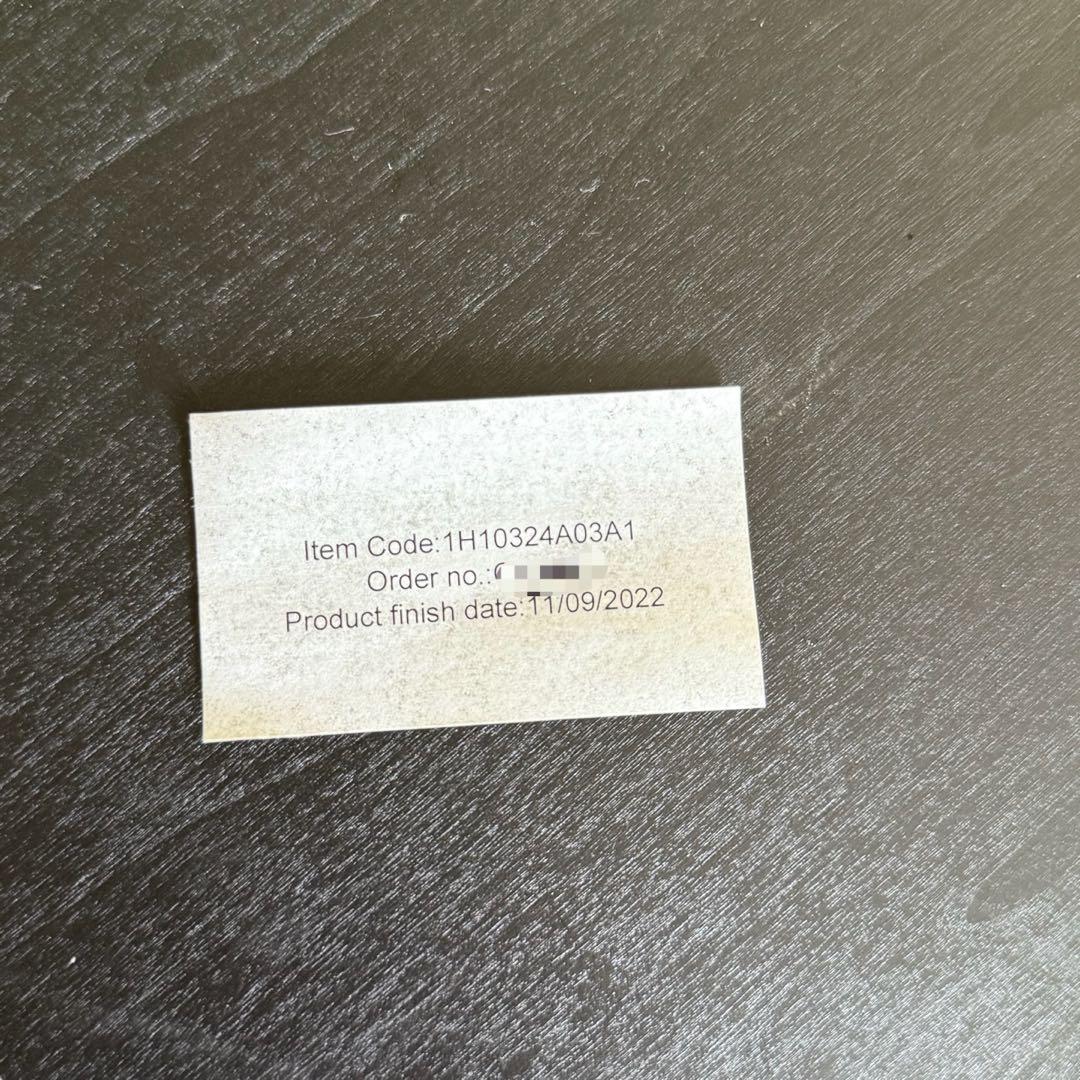 Item Code:1H10324A03A1
Order no.:
Product finish date:11/09/2022